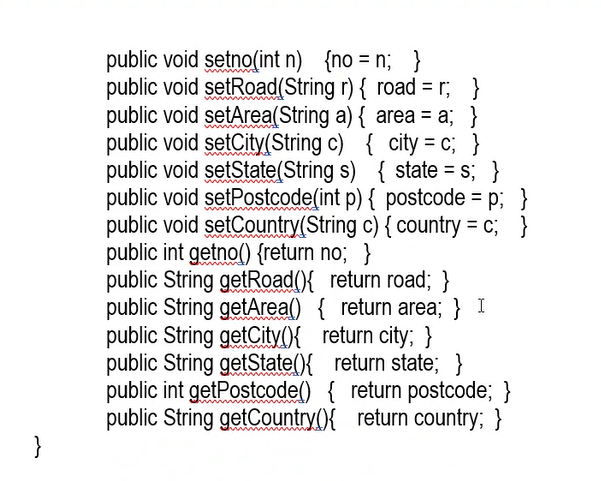 public void setno(int n)    {no = n;    }
public void setRoad(String r) {  road = r;    }
public void setArea(String a) {  area = a;   }
public void setCity(String c)    {   city = c;   }
public void setState(String s)    {  state = s;   }
public void setPostcode(int p) {  postcode = p;   }
public void setCountry(String c) { country = c;    }
public int getno() {return no;   }
public String getRoad(){   return road;  }
public String getArea()   {   return area;  }
public String getCity(){    return city;  }
public String getState(){    return state;   }
public int getPostcode()   {   return postcode;  }
public String getCountry(){    return country;  }
}